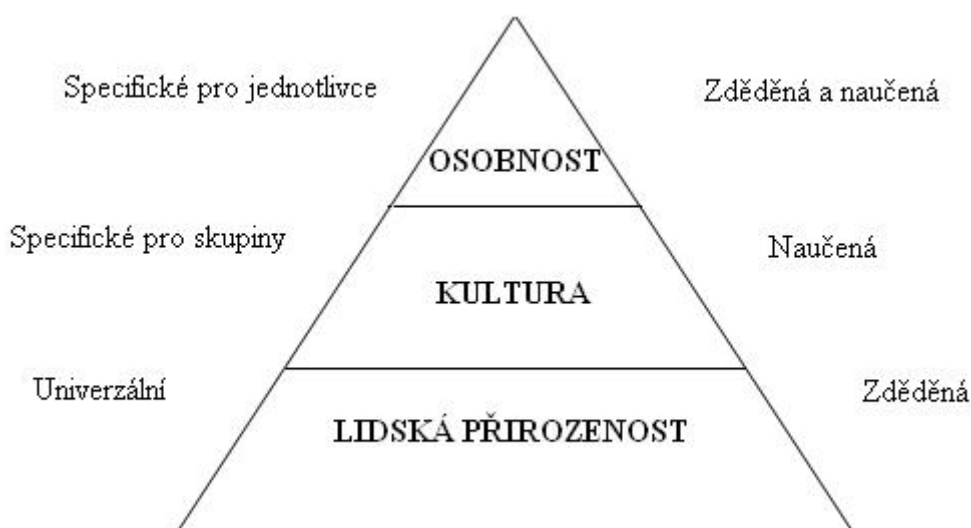 Specifické pro jednotlivce
Zděděná a naučená
OSOBNOST
Specifické pro skupiny
Naučená
KULTURA
Univerzální
Zděděná
LIDSKÁ PŘIROZENOST